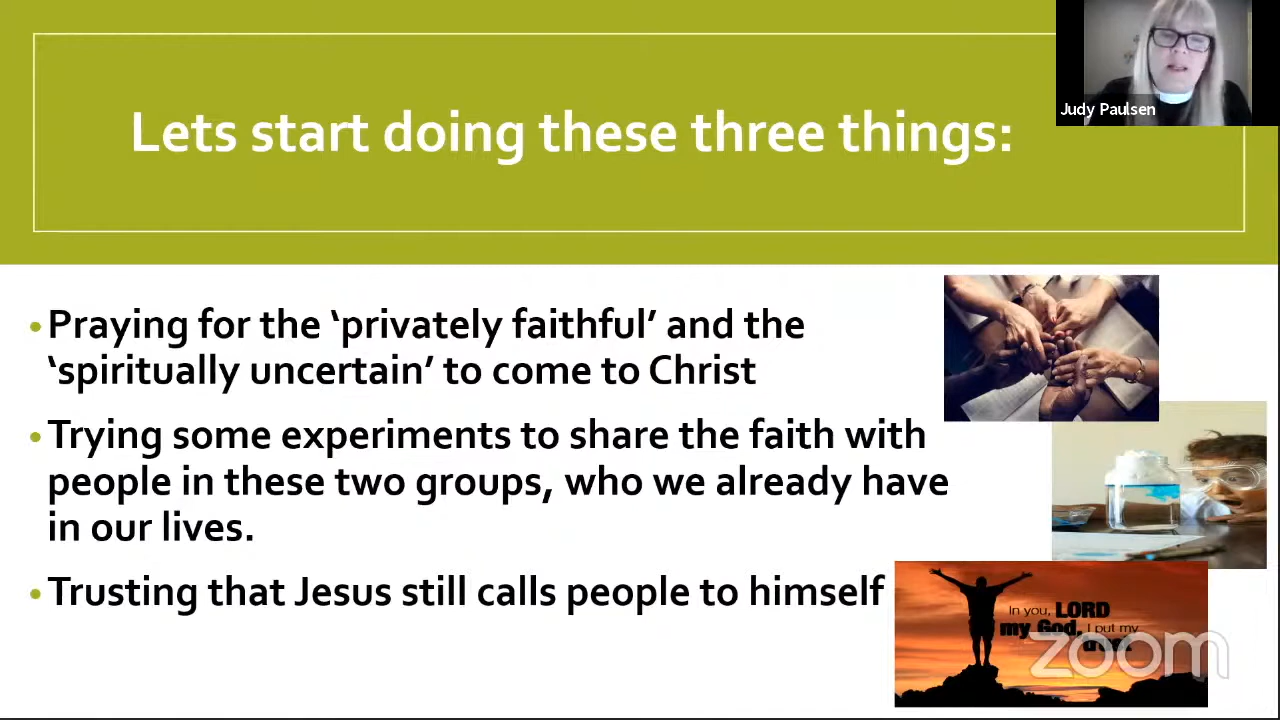 Lets start doing these three things:
Judy Paulsen
•Praying for the ‘privately faithful’ and the
‘spiritually uncertain’ to come to Christ
•Trying some experiments to share the faith with
people in these two groups, who we already have
in our lives.
•Trusting that Jesus still calls people to himself
In you, LORD
my God, I put my
zoom